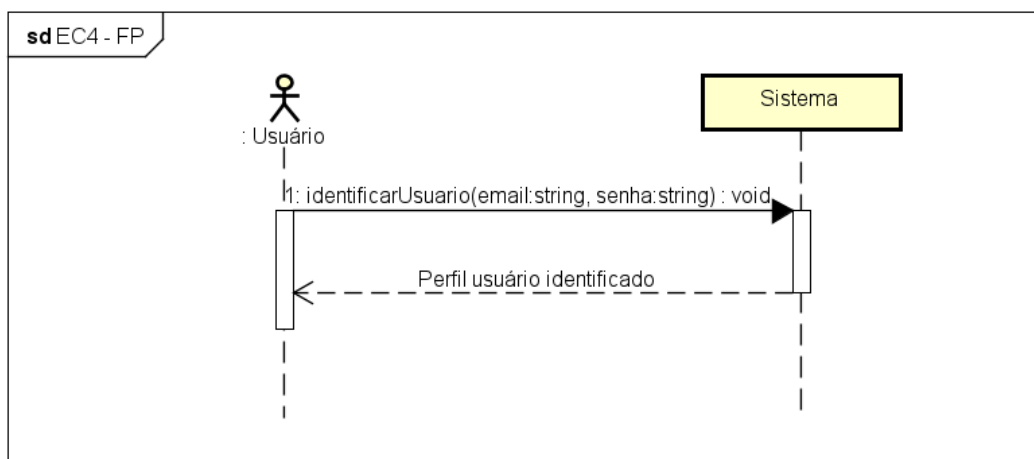 sd EC4 - FP
Sistema
: Usuário
1: identificarUsuario(email:string, senha:string) : void
Perfil usuário identificado